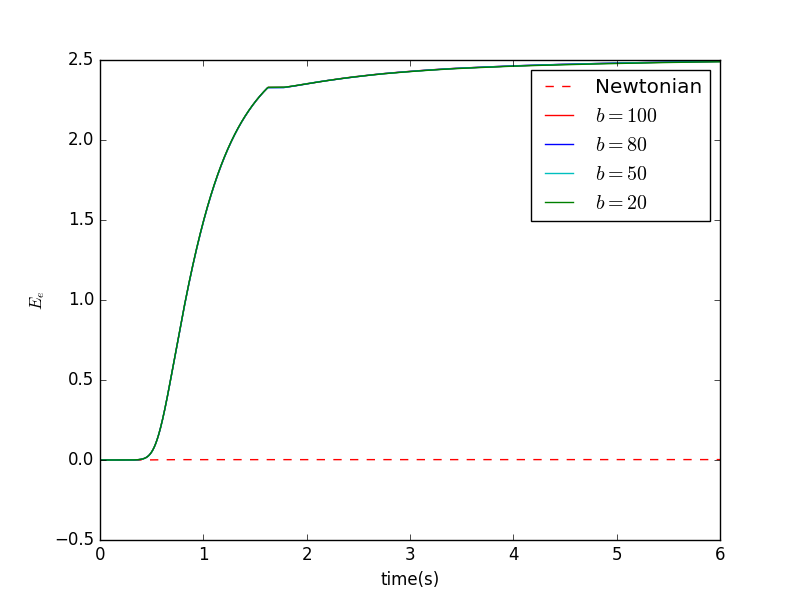 2.5
2.0
1.5
1.0
0.5
0.0
−0.5
0 1 2 3 4 5 6
time(s)
E_e
Newtonian
b = 100
b = 80
b = 50
b = 20